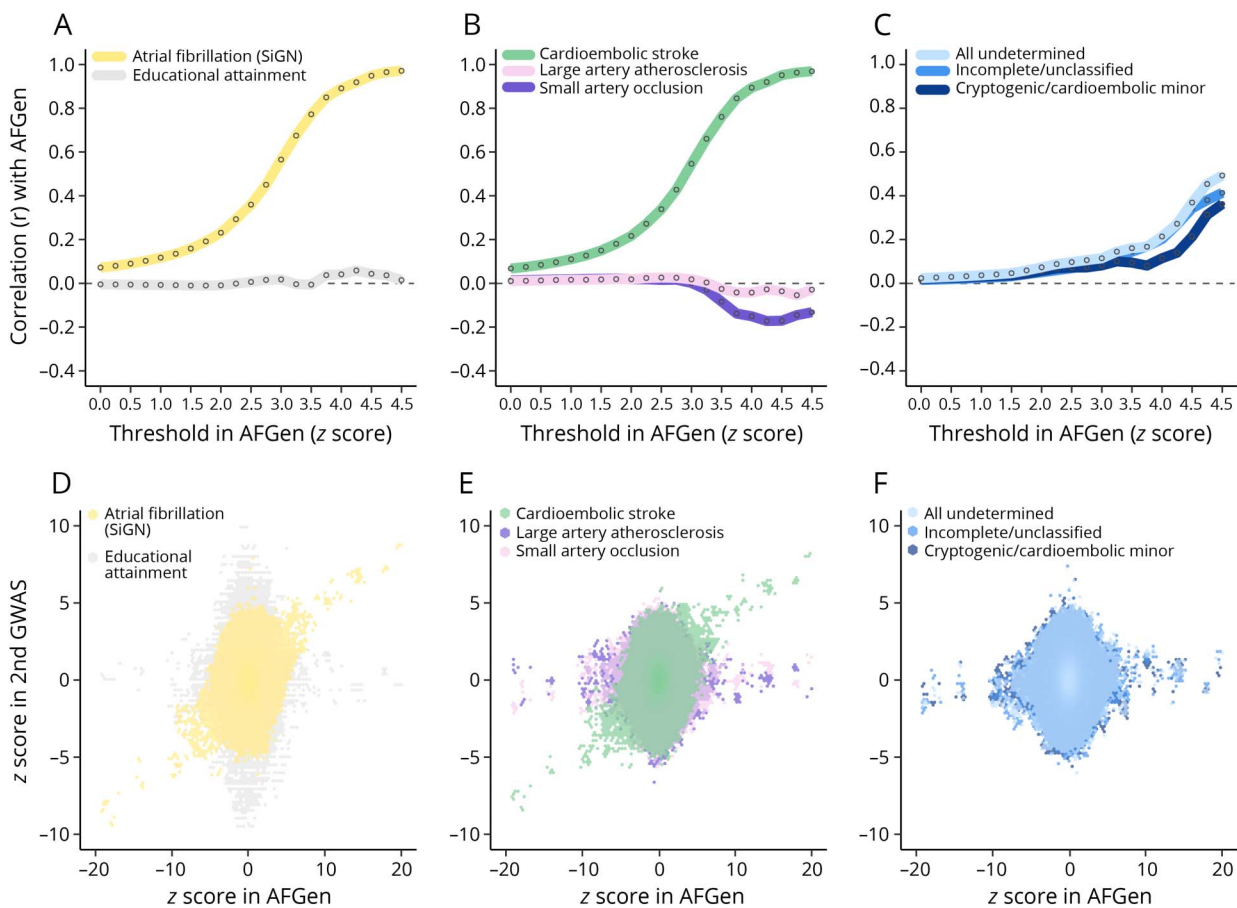 A
Atrial fibrillation (SiGN)
Educational attainment
1.0
0.8
0.6
0.4
0.2
0.0
−0.2
−0.4
Correlation (r) with AFGen
0.0 0.5 1.0 1.5 2.0 2.5 3.0 3.5 4.0 4.5 4.5
Threshold in AFGen (z score)
B
Cardioembolic stroke
Large artery atherosclerosis
Small artery occlusion
1.0
0.8
0.6
0.4
0.2
0.0
−0.2
−0.4
0.0 0.5 1.0 1.5 2.0 2.5 3.0 3.5 4.0 4.5 4.5
Threshold in AFGen (z score)
C
All undetermined
Incomplete/unclassified
Cryptogenic/cardioembolic minor
1.0
0.8
0.6
0.4
0.2
0.0
−0.2
−0.4
0.0 0.5 1.0 1.5 2.0 2.5 3.0 3.5 4.0 4.5 4.5
Threshold in AFGen (z score)
D
Atrial fibrillation
(SiGN)
Educational
attainment
10
5
0
−5
−10
z score in 2nd GWAS
−20 −10 0 10 20
z score in AFGen
E
Cardioembolic stroke
Large artery atherosclerosis
Small artery occlusion
10
5
0
−5
−10
−20 −10 0 10 20
z score in AFGen
F
All undetermined
Incomplete/unclassified
Cryptogenic/cardioembolic minor
10
5
0
−5
−10
−20 −10 0 10 20
z score in AFGen